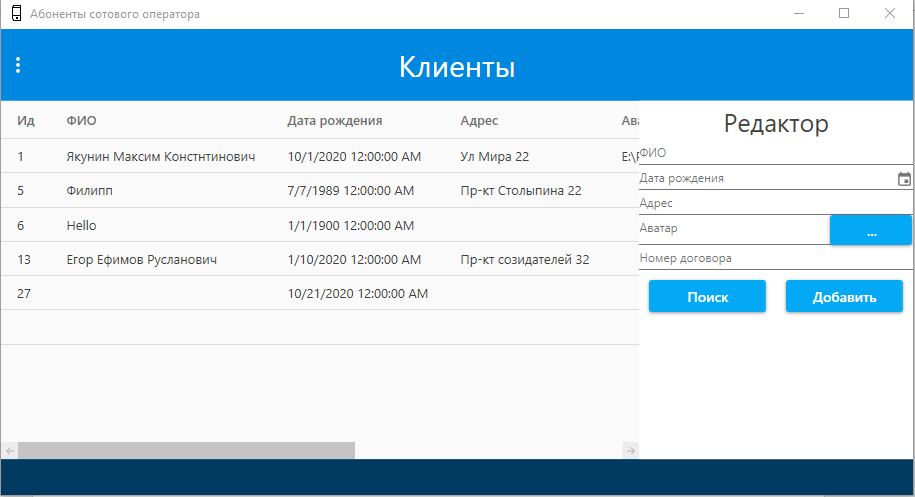 Абоненты сотового оператора
Клиенты
Ид ФИО Дата рождения Адрес Ава
1 Якунин Максим Констнтинович 10/1/2020 12:00:00 AM Ул Мира 22 E:\F
5 Филипп 7/7/1989 12:00:00 AM Пр-кт Столыпина 22
6 Hello 1/1/1900 12:00:00 AM
13 Егор Ефимов Русланович 1/10/2020 12:00:00 AM Пр-кт созидателей 32
27 10/21/2020 12:00:00 AM
Редактор
ФИО
Дата рождения
Адрес
Аватар ...
Номер договора
Поиск Добавить